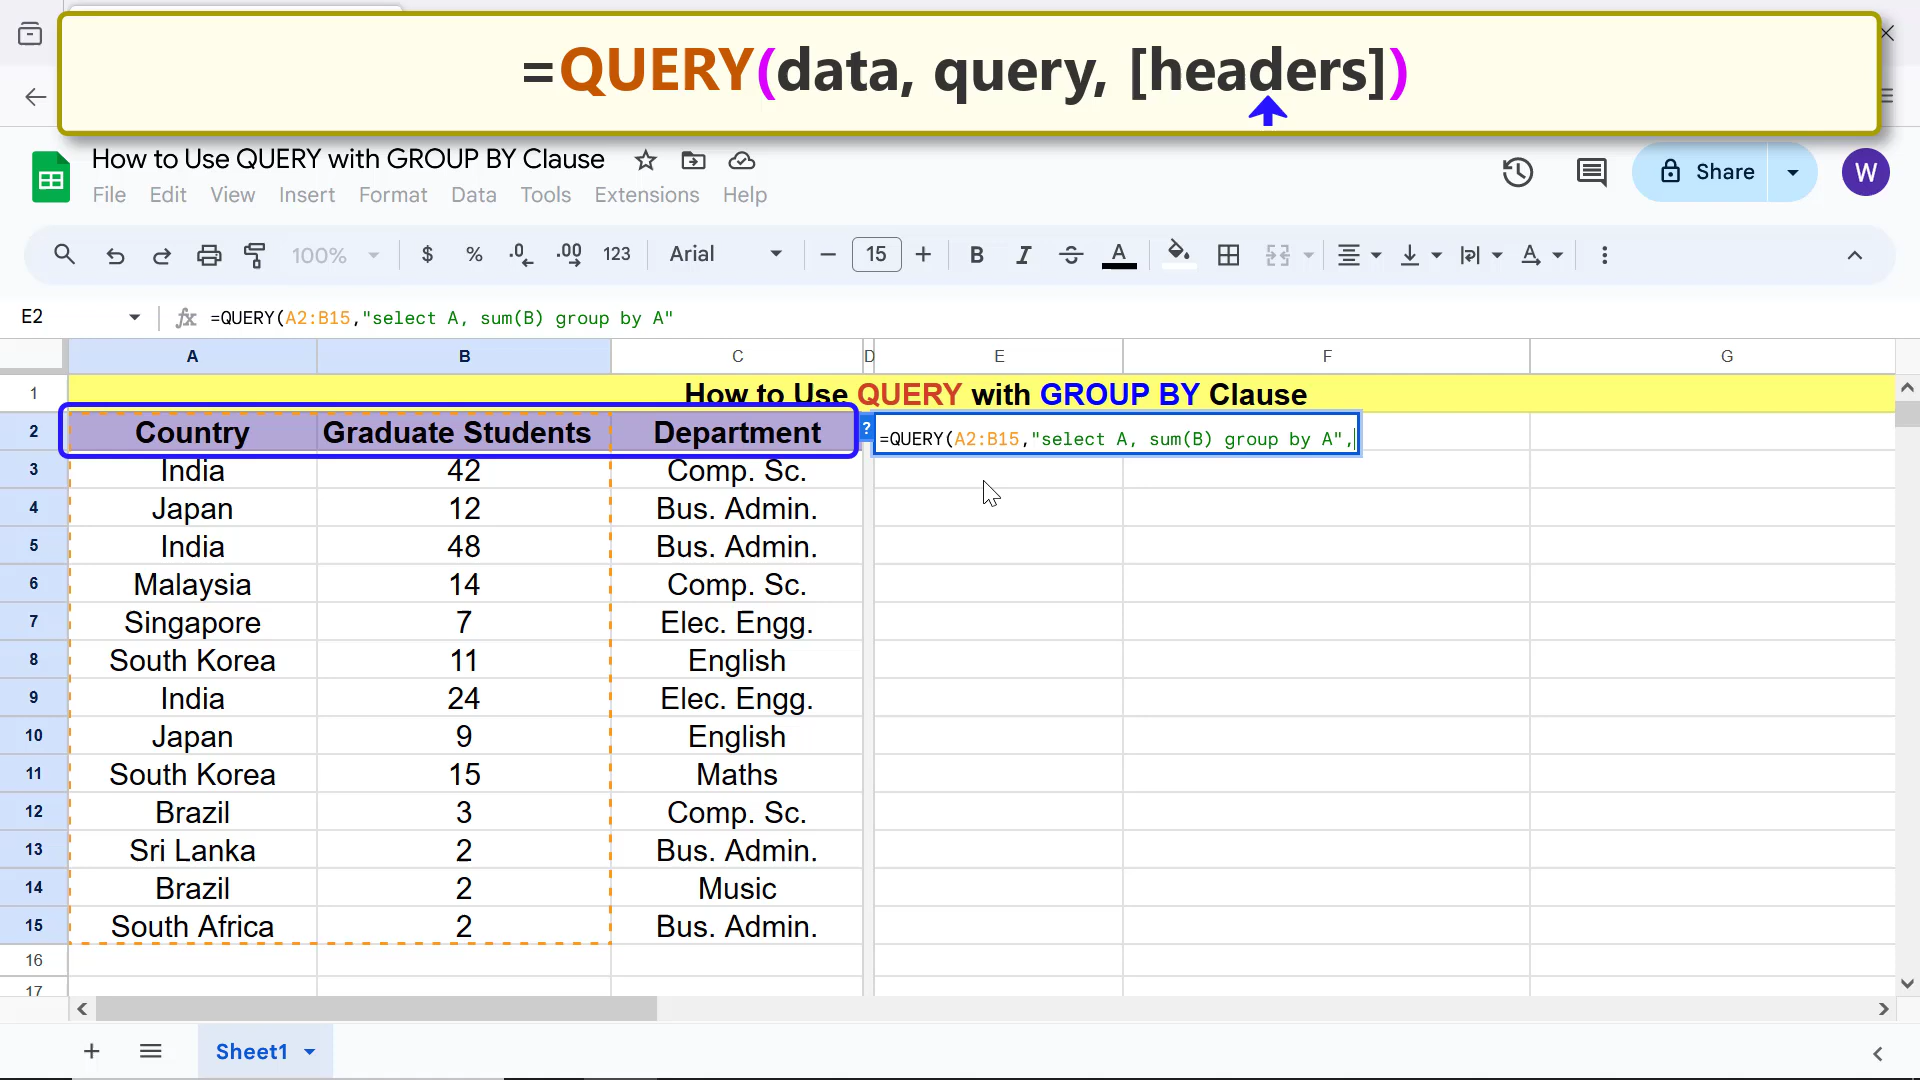 =QUERY(data, query, [headers])
How to Use QUERY with GROUP BY Clause
File Edit View Insert Format Data Tools Extensions Help
Share
W
100% $ % .0 .00 123 Arial 15 B I A A
E2 fx =QUERY(A2:B15,"select A, sum(B) group by A"
A B C D E F G
1 How to Use QUERY with GROUP BY Clause
2 Country Graduate Students Department ? =QUERY(A2:B15,"select A, sum(B) group by A",
3 India 42 Comp. Sc.
4 Japan 12 Bus. Admin.
5 India 48 Bus. Admin.
6 Malaysia 14 Comp. Sc.
7 Singapore 7 Elec. Engg.
8 South Korea 11 English
9 India 24 Elec. Engg.
10 Japan 9 English
11 South Korea 15 Maths
12 Brazil 3 Comp. Sc.
13 Sri Lanka 2 Bus. Admin.
14 Brazil 2 Music
15 South Africa 2 Bus. Admin.
16
17
Sheet1